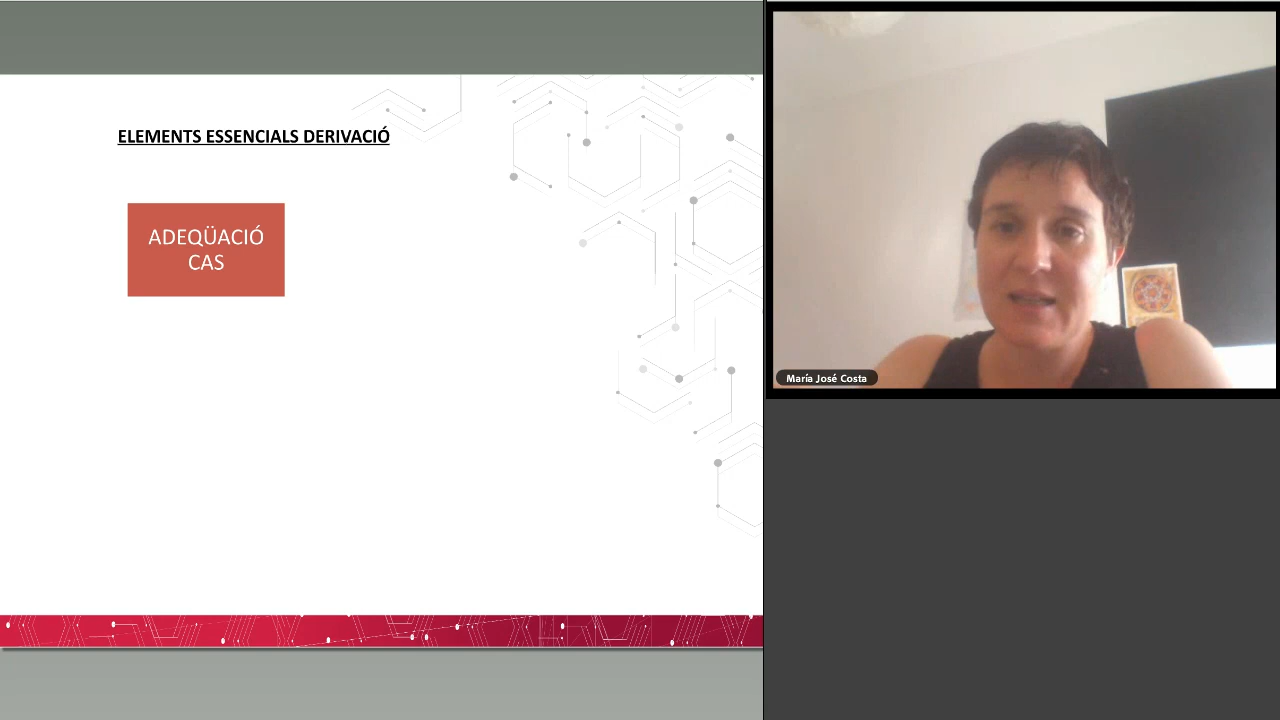 ELEMENTS ESSENCIALS DERIVACIÓ
ADEQÜACIÓ
CAS
María José Costa